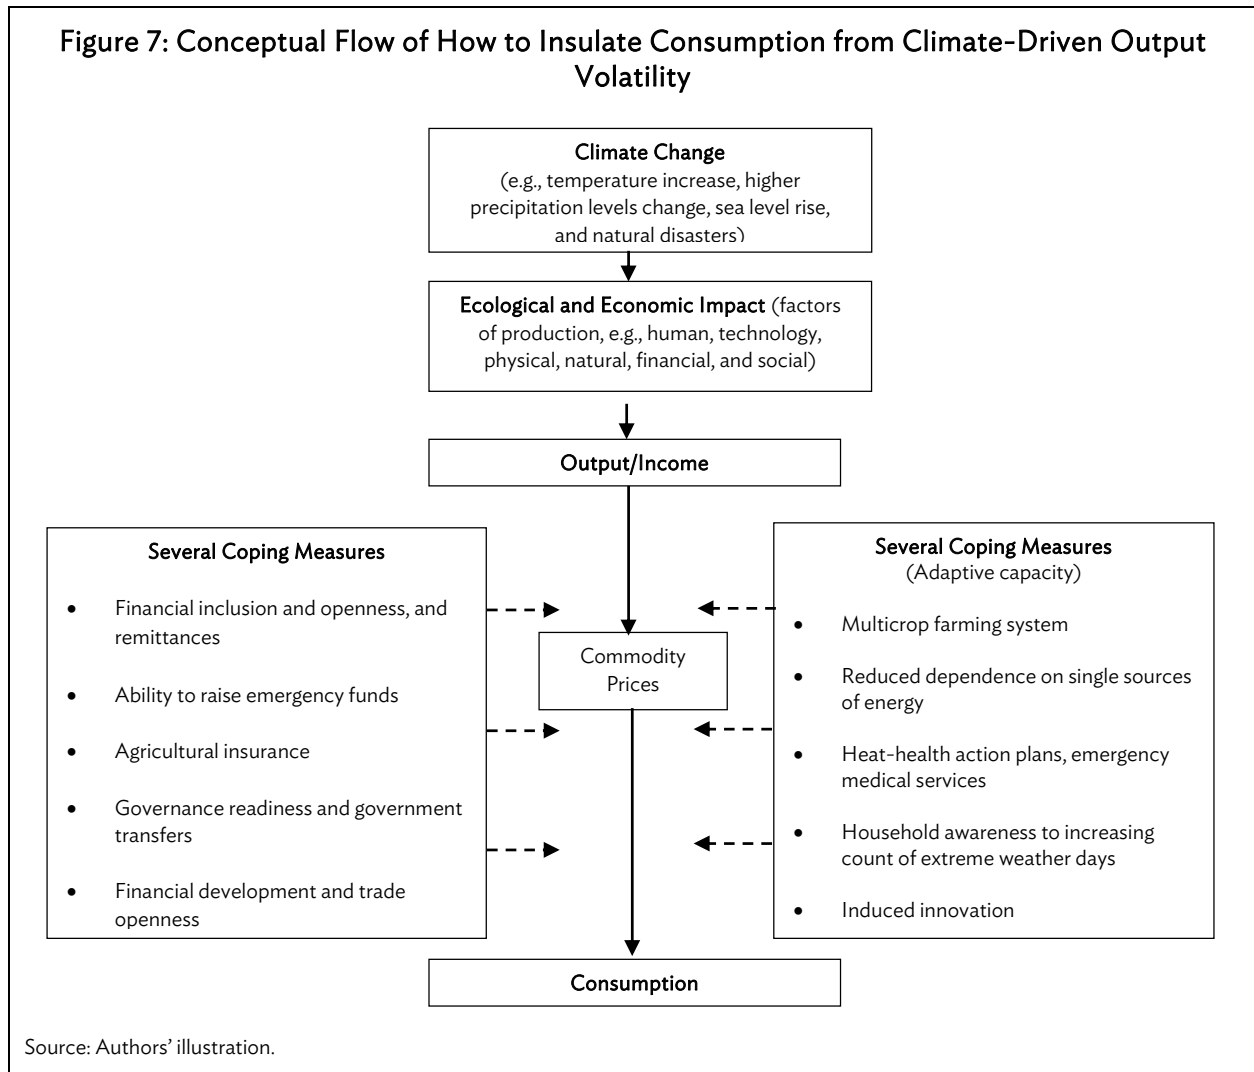 Figure 7: Conceptual Flow of How to Insulate Consumption from Climate-Driven Output
Volatility
Climate Change
(e.g., temperature increase, higher
precipitation levels change, sea level rise,
and natural disasters)
Ecological and Economic Impact (factors
of production, e.g., human, technology,
physical, natural, financial, and social)
Output/Income
Several Coping Measures
• Financial inclusion and openness, and
remittances
• Ability to raise emergency funds
• Agricultural insurance
• Governance readiness and government
transfers
• Financial development and trade
openness
Commodity
Prices
Several Coping Measures
(Adaptive capacity)
• Multicrop farming system
• Reduced dependence on single sources
of energy
• Heat-health action plans, emergency
medical services
• Household awareness to increasing
count of extreme weather days
• Induced innovation
Consumption
Source: Authors’ illustration.